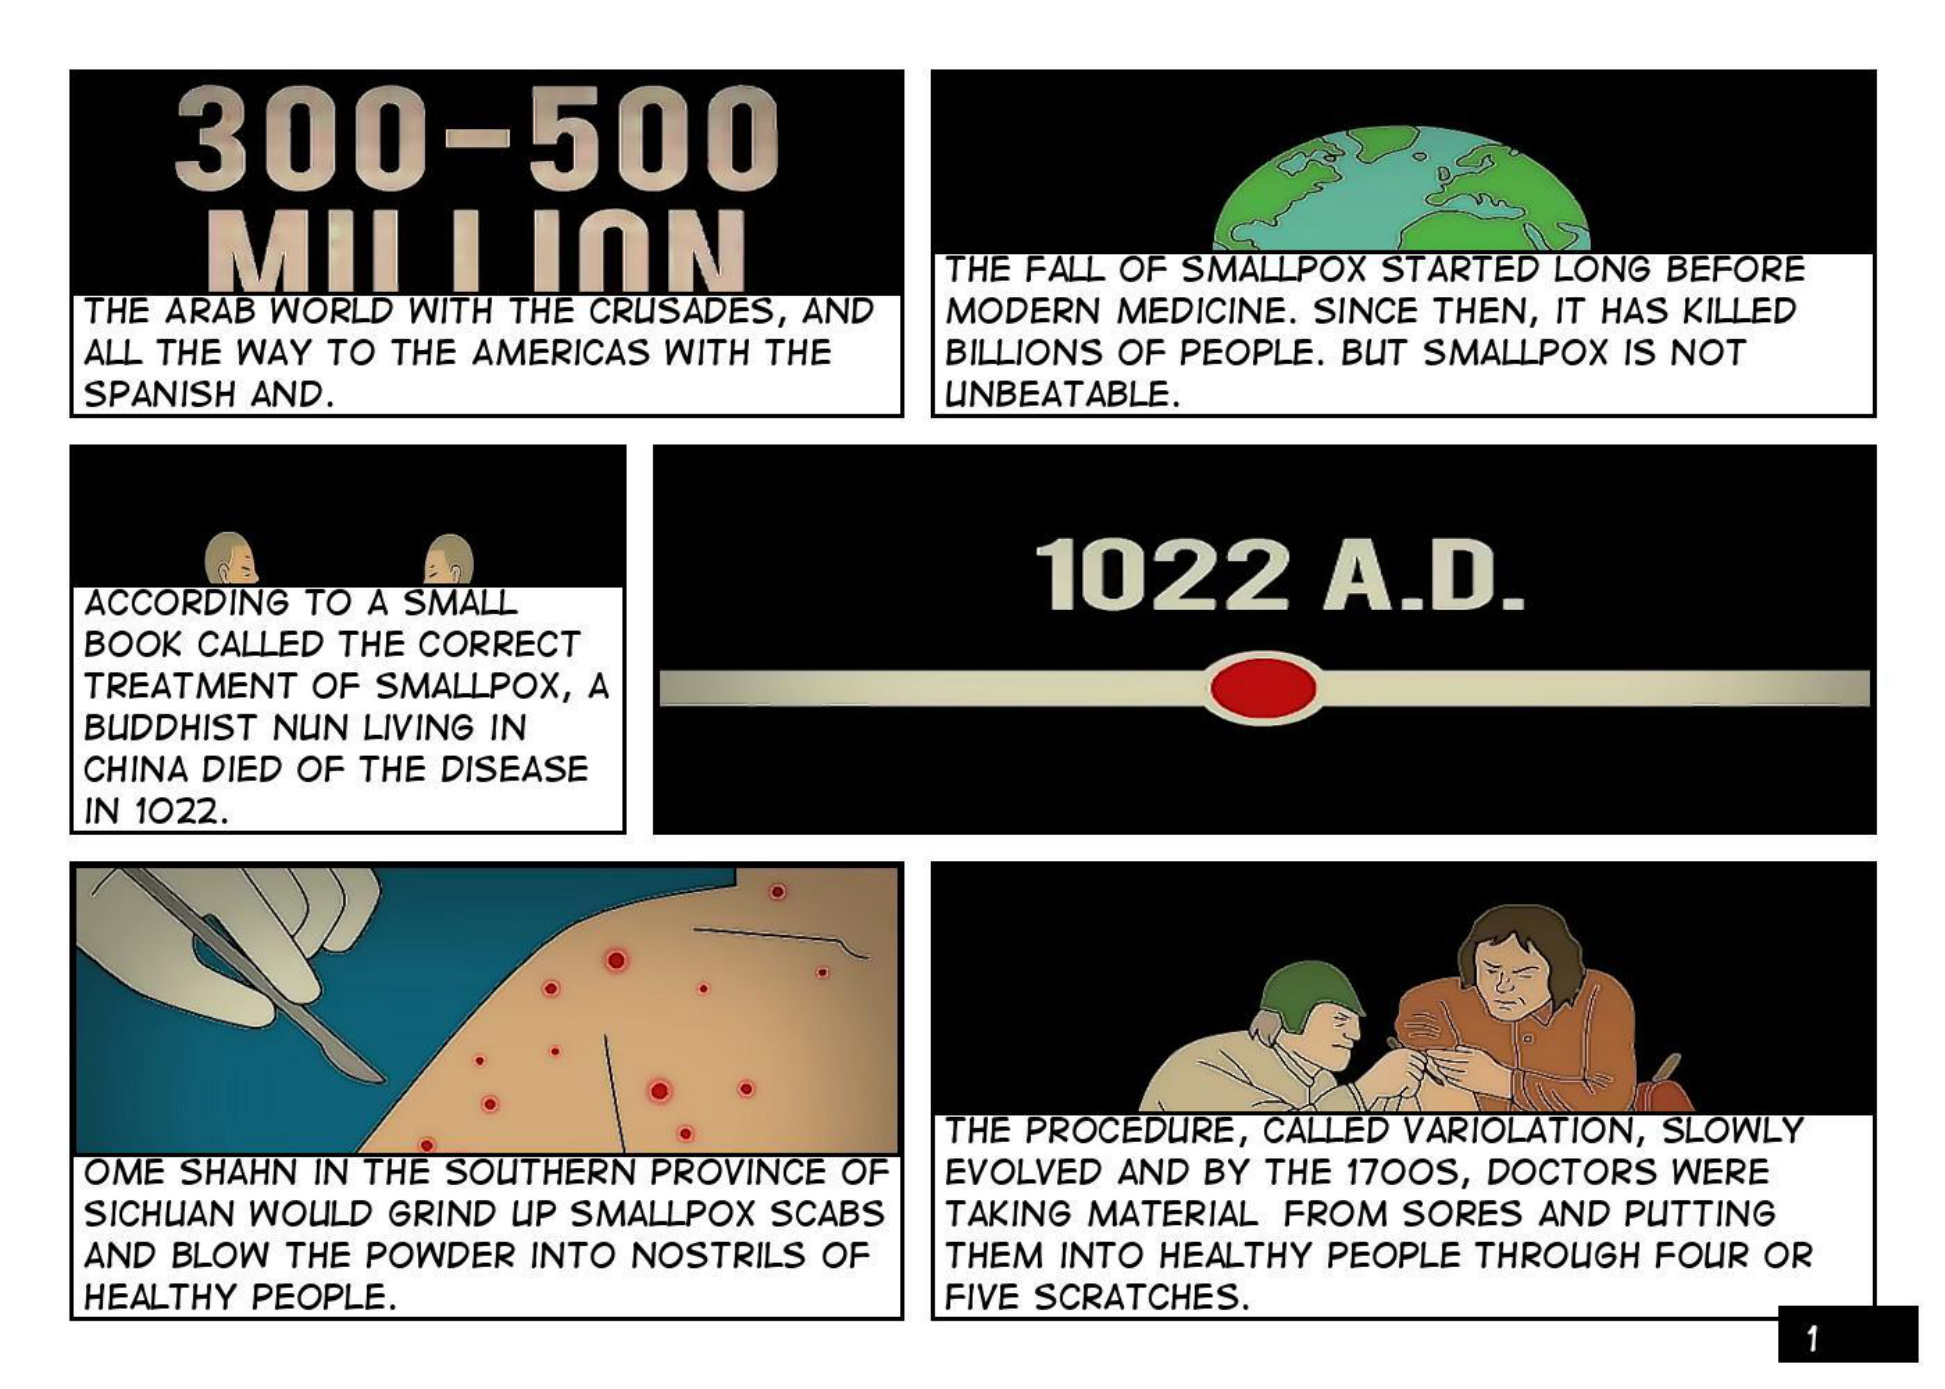 300-500
MILLION
THE ARAB WORLD WITH THE CRUSADES, AND
ALL THE WAY TO THE AMERICAS WITH THE
SPANISH AND.
THE FALL OF SMALLPOX STARTED LONG BEFORE
MODERN MEDICINE. SINCE THEN, IT HAS KILLED
BILLIONS OF PEOPLE. BUT SMALLPOX IS NOT
UNBEATABLE.
ACCORDING TO A SMALL
BOOK CALLED THE CORRECT
TREATMENT OF SMALLPOX, A
BUDDHIST NUN LIVING IN
CHINA DIED OF THE DISEASE
IN 1022.
1022 A.D.
OME SHAHN IN THE SOUTHERN PROVINCE OF
SICHUAN WOULD GRIND UP SMALLPOX SCABS
AND BLOW THE POWDER INTO NOSTRILS OF
HEALTHY PEOPLE.
THE PROCEDURE, CALLED VARIOLATION, SLOWLY
EVOLVED AND BY THE 1700S, DOCTORS WERE
TAKING MATERIAL FROM SORES AND PUTTING
THEM INTO HEALTHY PEOPLE THROUGH FOUR OR
FIVE SCRATCHES.
1